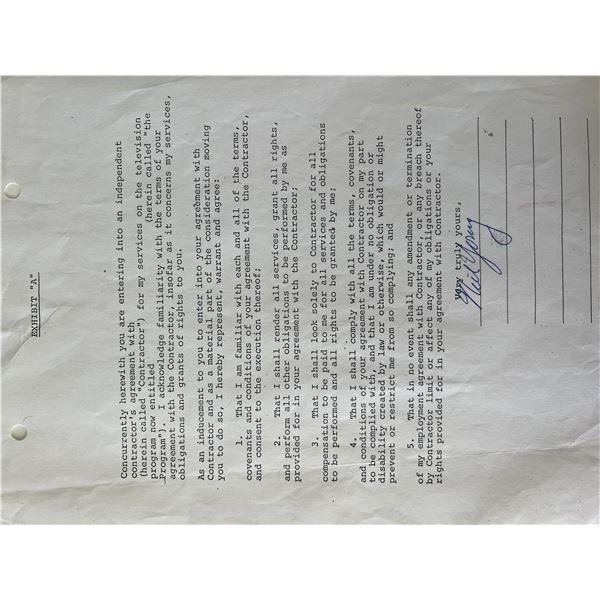 EXHIBIT "A"
Concurrently herewith you are entering into an independent
contractor's agreement with
(herein called "Contractor") for my services on the television
program now entitled (herein called "the
Program"). I acknowledge familiarity with the terms of your
agreement with the Contractor, insofar as it concerns my services,
obligations and grants of rights to you.
As an inducement to you to enter into your agreement with
Contractor and as a material part of the consideration moving
you to do so, I hereby represent, warrant and agree:
1. That I am familiar with each and all of the terms,
covenants and conditions of your agreement with the Contractor,
and consent to the execution thereof;
2. That I shall render all services, grant all rights,
and perform all other obligations to be performed by me as
provided for in your agreement with the Contractor;
3. That I shall look solely to Contractor for all
compensation to be paid to me for all services and obligations
to be performed and all rights to be granted by me;
4. That I shall comply with all the terms, covenants,
and conditions of your agreement with Contractor on my part
to be complied with, and that I am under no obligation or
disability created by law or otherwise, which would or might
prevent or restrict me from so complying; and
5. That in no event shall any amendment or termination
of my employment agreement with Contractor, or any breach thereof
by Contractor limit or affect any of my obligations or your
rights provided for in your agreement with Contractor.
Very truly yours,
Neil Young